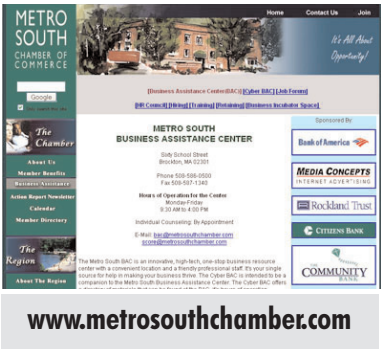 METRO
SOUTH
CHAMBER OF
COMMERCE
Home Contact Us Join
It's All About
Opportunity!
Google
[Business Assistance Center(BAC)] [Cyber BAC] [Job Forums]
[HR Council] [Hiring] [Training] [Retaining] [Business Incubator Space]
The
Chamber
About Us
Member Benefits
Business Assistance
Action Report Newsletter
Calendar
Member Directory
The
Region
About The Region
METRO SOUTH
BUSINESS ASSISTANCE CENTER
Sixty School Street
Brockton, MA 02301
Phone 508-586-0500
Fax 508-587-1340
Hours of Operation for the Center
Monday-Friday
9:30 AM to 4:00 PM
Individual Counseling: By Appointment
E-Mail: bac@metrosouthchamber.com
score@metrosouthchamber.com
The Metro South BAC is an innovative, high-tech, one-stop business resource
center with a convenient location and a friendly professional staff. It's your single
source for help in making your business thrive. The Cyber BAC is intended to be a
companion to the Metro South Business Assistance Center. The Cyber BAC offers
Sponsored By:
Bank of America
MEDIA CONCEPTS
INTERNET ADVERTISING
Rockland Trust
CITIZENS BANK
COMMUNITY
BANK
www.metrosouthchamber.com